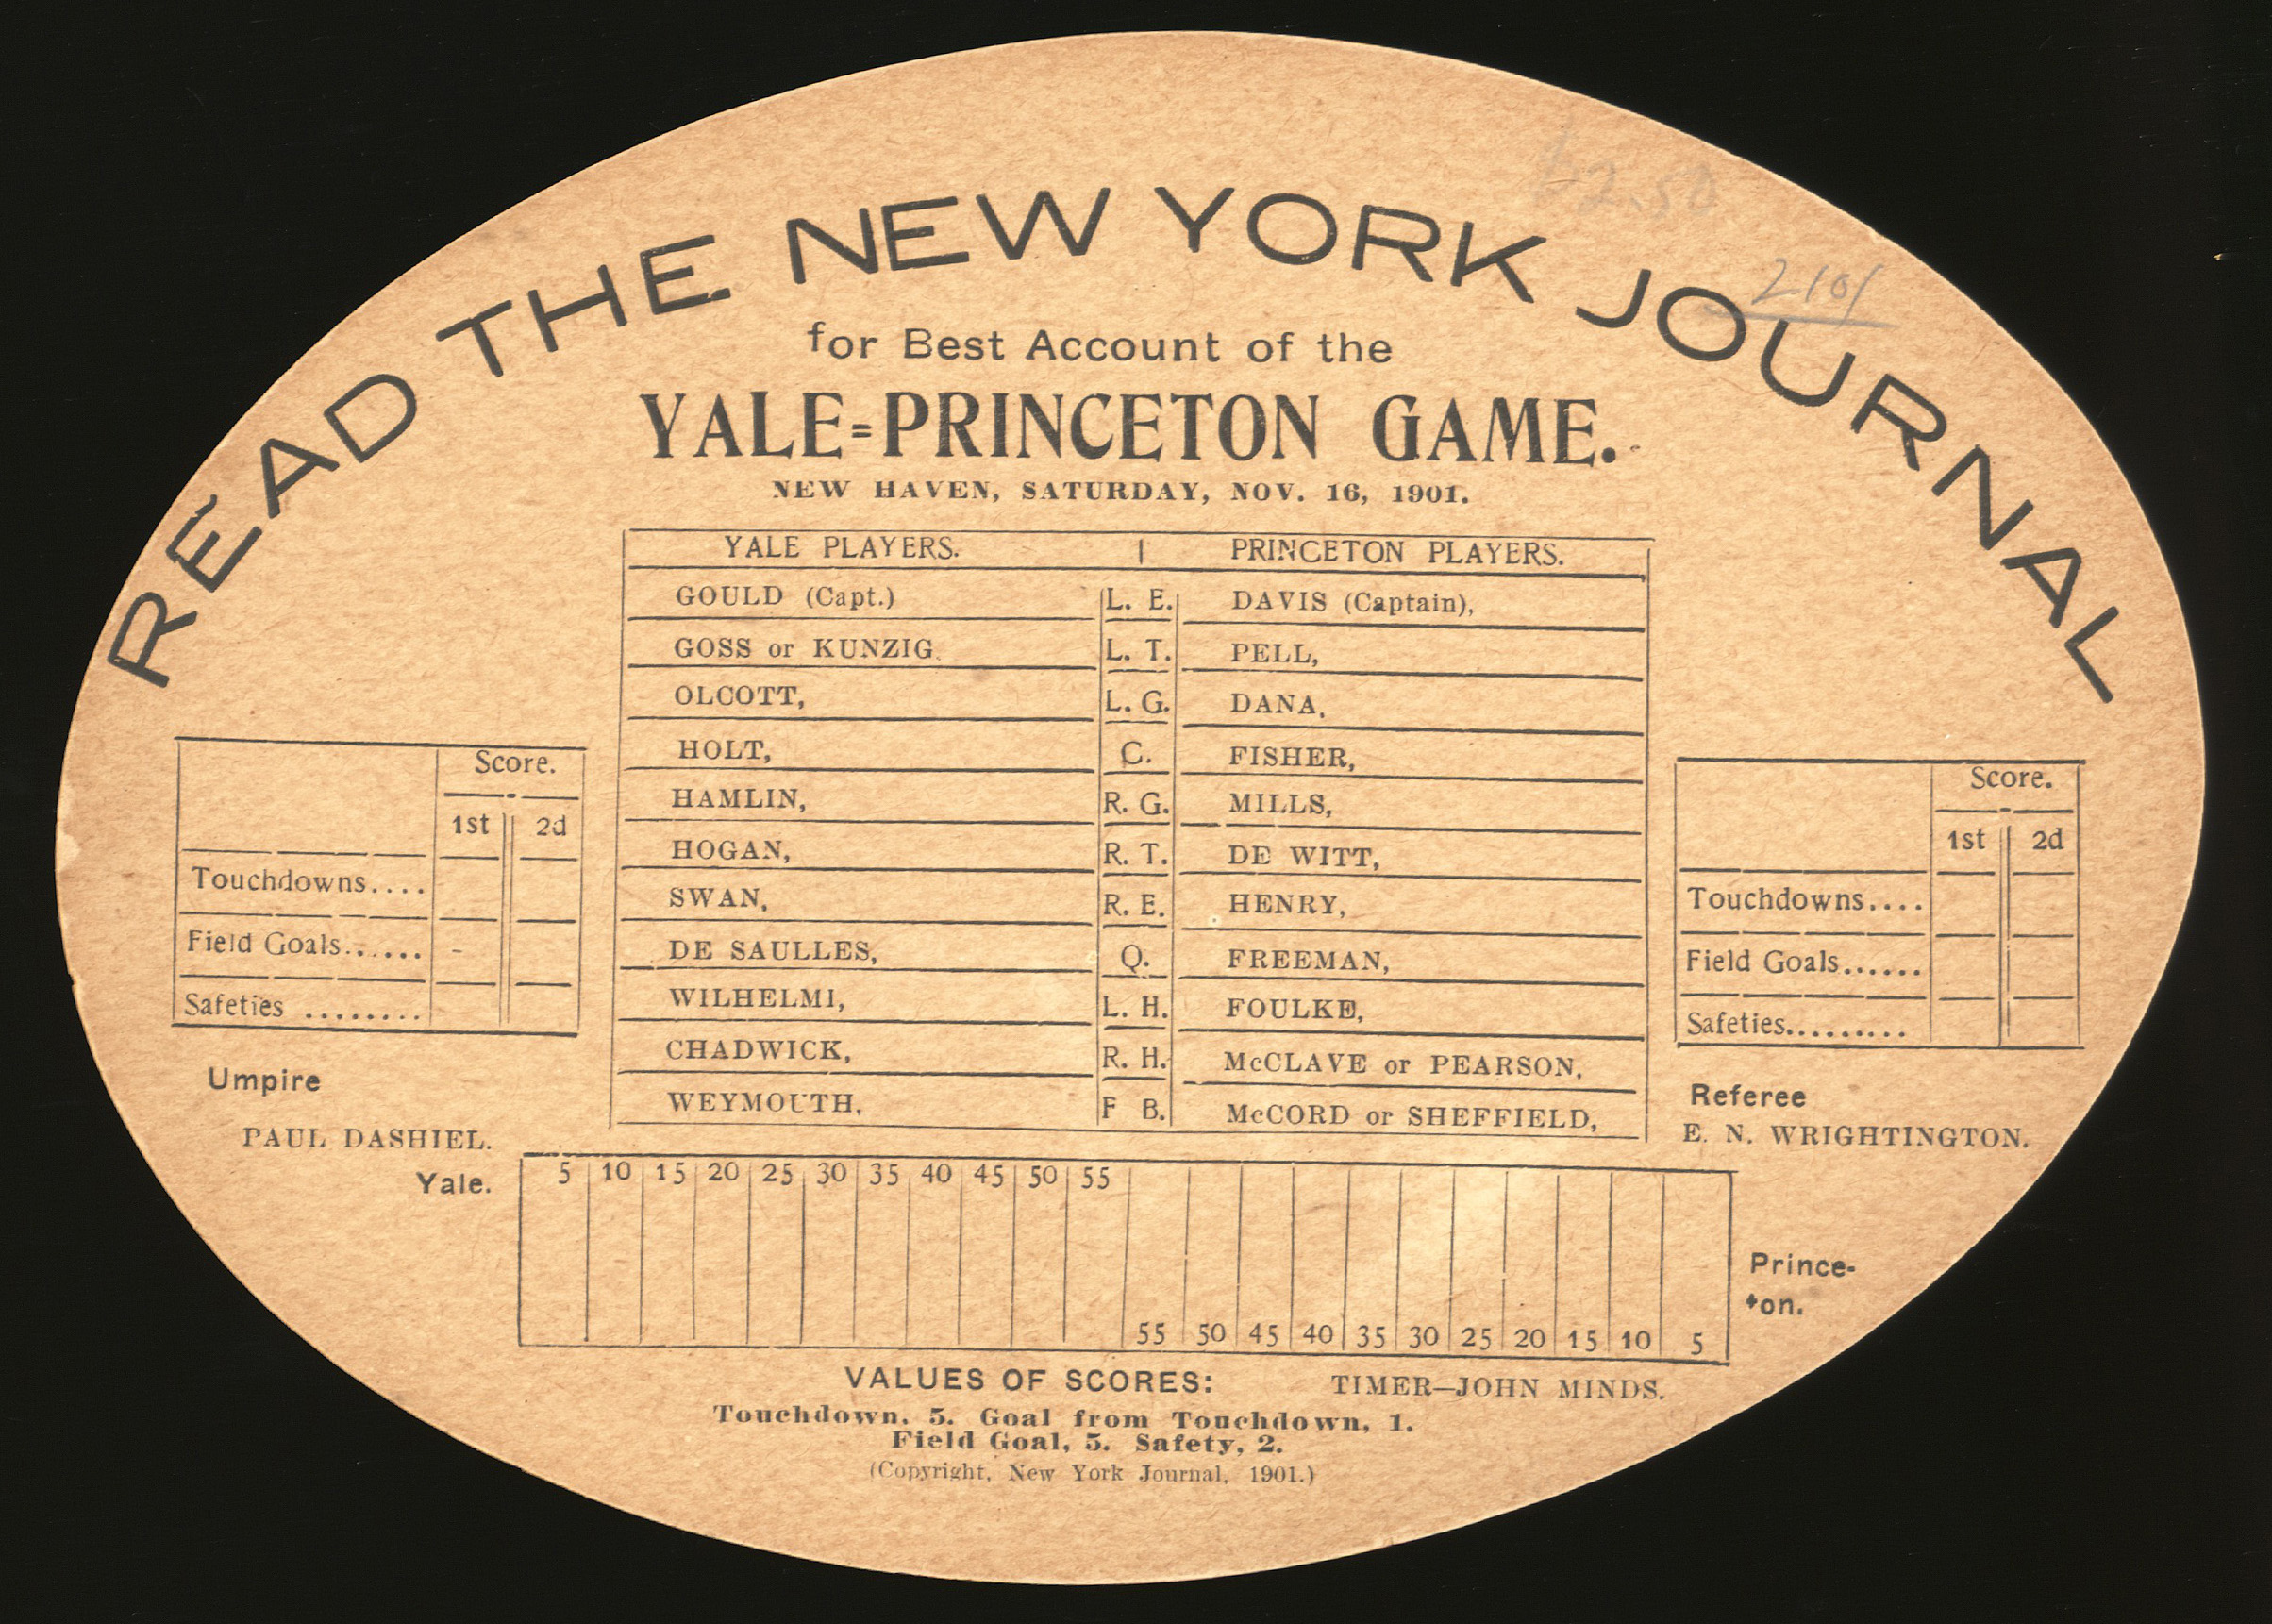 $2.50
2101
READ THE NEW YORK JOURNAL
for Best Account of the
YALE=PRINCETON GAME.
NEW HAVEN, SATURDAY, NOV. 16, 1901.
YALE PLAYERS. | PRINCETON PLAYERS.
GOULD (Capt.) L. E. DAVIS (Captain),
GOSS or KUNZIG. L. T. PELL,
OLCOTT, L. G. DANA,
HOLT, C. FISHER,
HAMLIN, R. G. MILLS,
HOGAN, R. T. DE WITT,
SWAN, R. E. HENRY,
DE SAULLES, Q. FREEMAN,
WILHELMI, L. H. FOULKE,
CHADWICK, R. H. McCLAVE or PEARSON,
WEYMOUTH, F B. McCORD or SHEFFIELD,
Score.
1st 2d
Touchdowns....
Field Goals......
Safeties ........
Umpire
PAUL DASHIEL.
Score.
1st 2d
Touchdowns....
Field Goals......
Safeties.........
Referee
E. N. WRIGHTINGTON.
Yale.
5 10 15 20 25 30 35 40 45 50 55
55 50 45 40 35 30 25 20 15 10 5
Prince-
ton.
VALUES OF SCORES:
TIMER—JOHN MINDS.
Touchdown, 5. Goal from Touchdown, 1.
Field Goal, 5. Safety, 2.
(Copyright, New York Journal, 1901.)